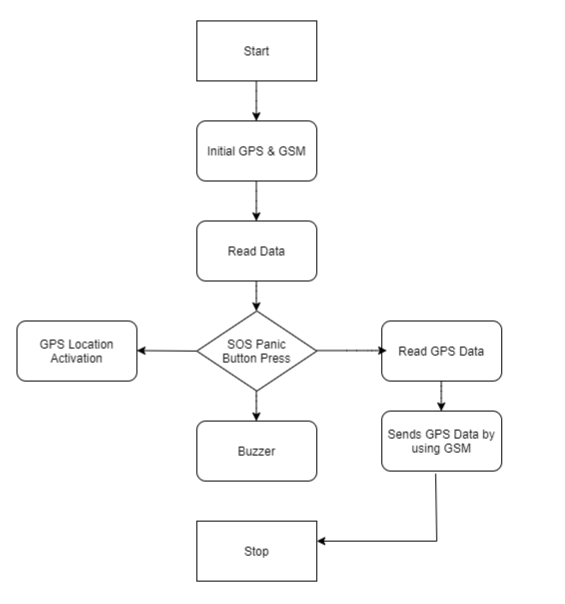 Start
Initial GPS & GSM
Read Data
GPS Location
Activation
SOS Panic
Button Press
Read GPS Data
Sends GPS Data by
using GSM
Buzzer
Stop